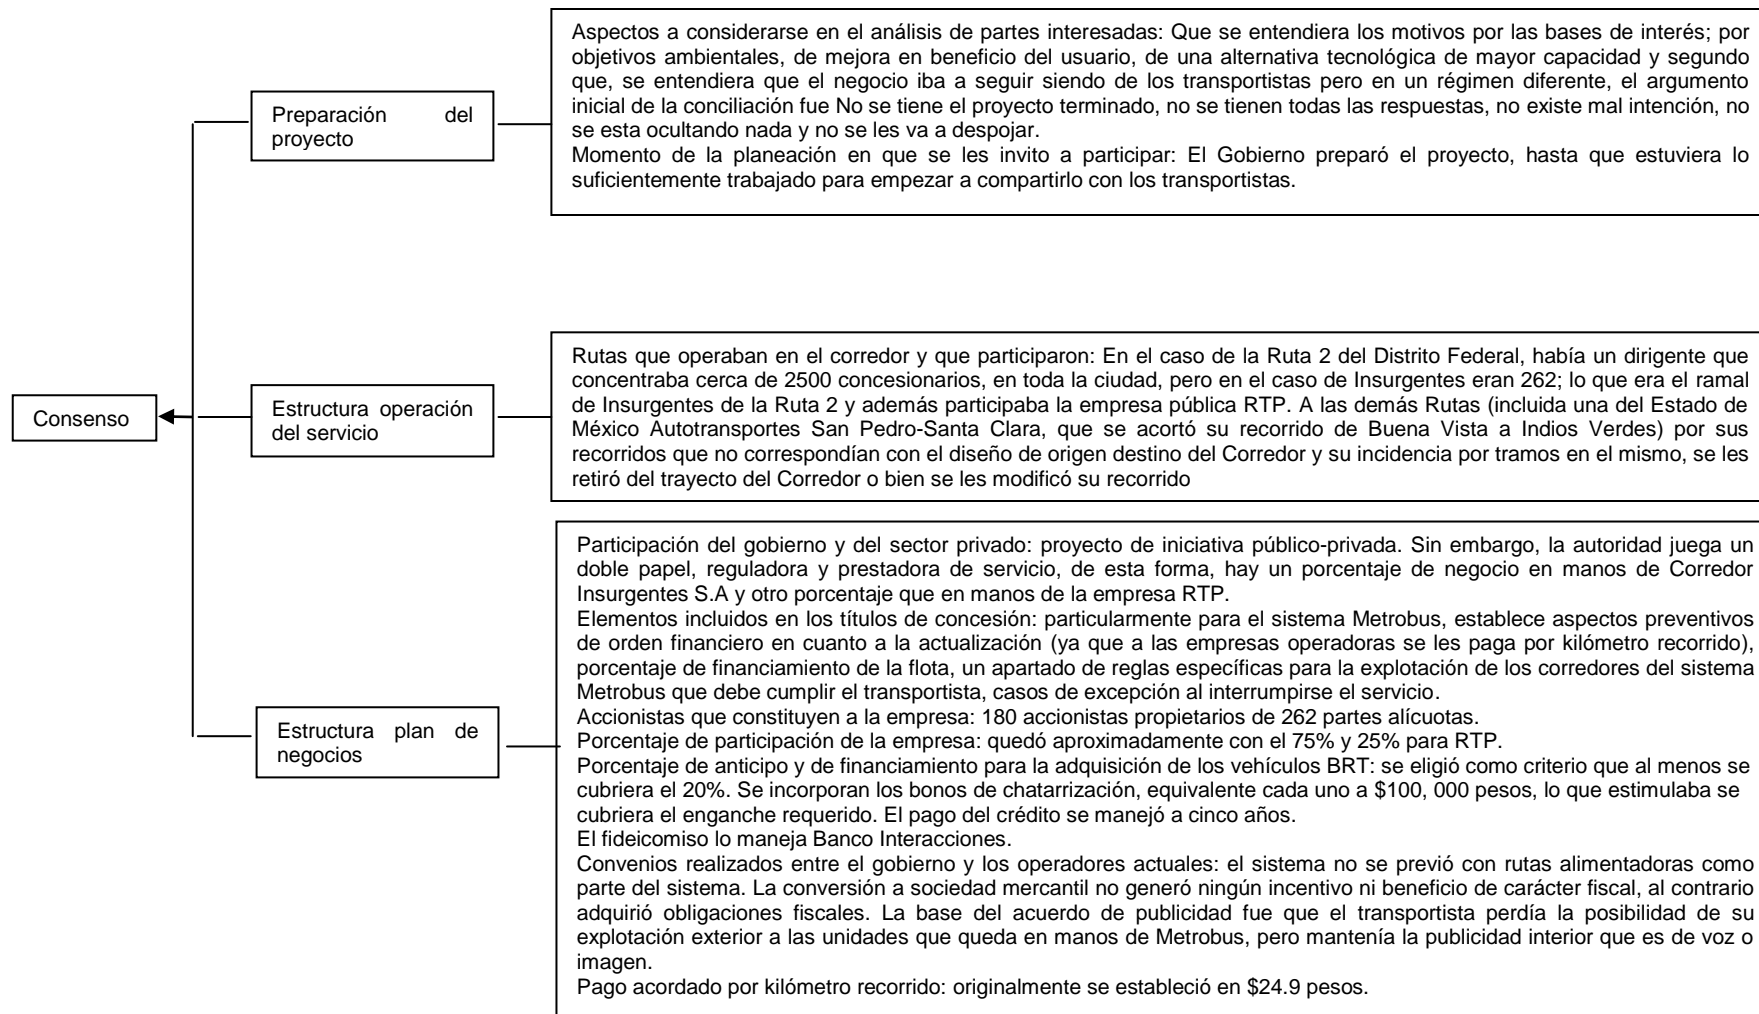 Aspectos a considerarse en el análisis de partes interesadas: Que se entendiera los motivos por las bases de interés; por
objetivos ambientales, de mejora en beneficio del usuario, de una alternativa tecnológica de mayor capacidad y segundo
que, se entendiera que el negocio iba a seguir siendo de los transportistas pero en un régimen diferente, el argumento
inicial de la conciliación fue No se tiene el proyecto terminado, no se tienen todas las respuestas, no existe mal intención, no
se esta ocultando nada y no se les va a despojar.
Momento de la planeación en que se les invito a participar: El Gobierno preparó el proyecto, hasta que estuviera lo
suficientemente trabajado para empezar a compartirlo con los transportistas.
Preparación del
proyecto
Rutas que operaban en el corredor y que participaron: En el caso de la Ruta 2 del Distrito Federal, había un dirigente que
concentraba cerca de 2500 concesionarios, en toda la ciudad, pero en el caso de Insurgentes eran 262; lo que era el ramal
de Insurgentes de la Ruta 2 y además participaba la empresa pública RTP. A las demás Rutas (incluida una del Estado de
México Autotransportes San Pedro-Santa Clara, que se acortó su recorrido de Buena Vista a Indios Verdes) por sus
recorridos que no correspondían con el diseño de origen destino del Corredor y su incidencia por tramos en el mismo, se les
retiró del trayecto del Corredor o bien se les modificó su recorrido
Estructura operación
del servicio
Consenso
Participación del gobierno y del sector privado: proyecto de iniciativa público-privada. Sin embargo, la autoridad juega un
doble papel, reguladora y prestadora de servicio, de esta forma, hay un porcentaje de negocio en manos de Corredor
Insurgentes S.A y otro porcentaje que en manos de la empresa RTP.
Elementos incluidos en los títulos de concesión: particularmente para el sistema Metrobus, establece aspectos preventivos
de orden financiero en cuanto a la actualización (ya que a las empresas operadoras se les paga por kilómetro recorrido),
porcentaje de financiamiento de la flota, un apartado de reglas específicas para la explotación de los corredores del sistema
Metrobus que debe cumplir el transportista, casos de excepción al interrumpirse el servicio.
Accionistas que constituyen a la empresa: 180 accionistas propietarios de 262 partes alícuotas.
Porcentaje de participación de la empresa: quedó aproximadamente con el 75% y 25% para RTP.
Porcentaje de anticipo y de financiamiento para la adquisición de los vehículos BRT: se eligió como criterio que al menos se
cubriera el 20%. Se incorporan los bonos de chatarrización, equivalente cada uno a $100, 000 pesos, lo que estimulaba se
cubriera el enganche requerido. El pago del crédito se manejó a cinco años.
El fideicomiso lo maneja Banco Interacciones.
Convenios realizados entre el gobierno y los operadores actuales: el sistema no se previó con rutas alimentadoras como
parte del sistema. La conversión a sociedad mercantil no generó ningún incentivo ni beneficio de carácter fiscal, al contrario
adquirió obligaciones fiscales. La base del acuerdo de publicidad fue que el transportista perdía la posibilidad de su
explotación exterior a las unidades que queda en manos de Metrobus, pero mantenía la publicidad interior que es de voz o
imagen.
Pago acordado por kilómetro recorrido: originalmente se estableció en $24.9 pesos.
Estructura plan de
negocios